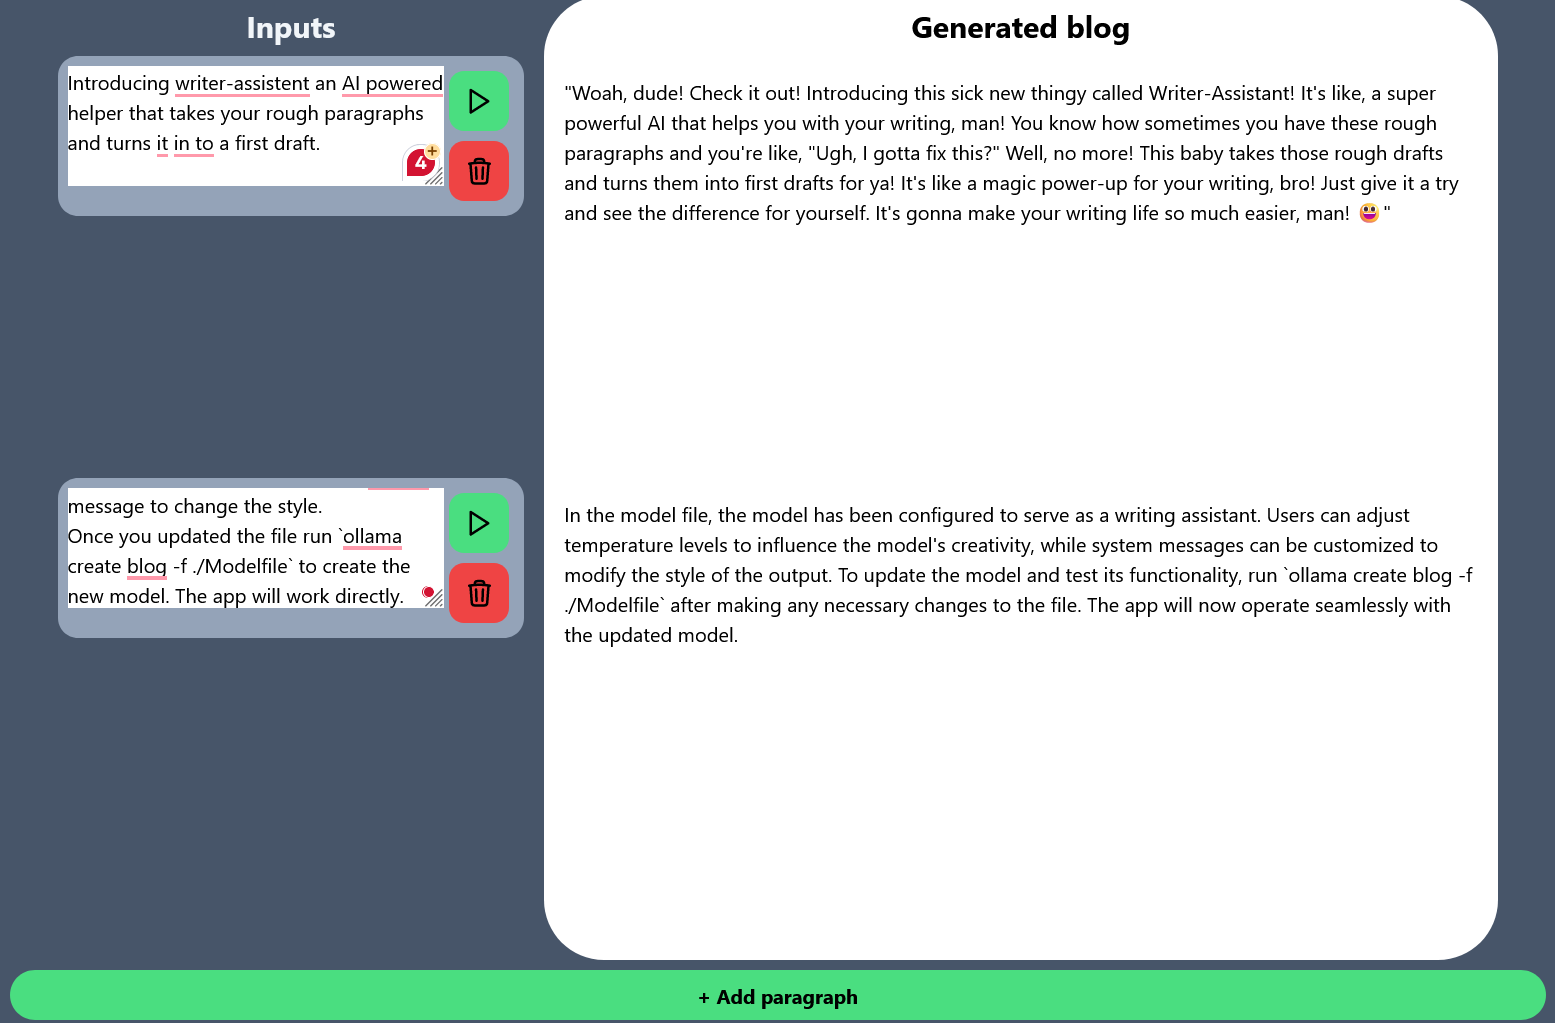 Inputs
Introducing writer-assistent an AI powered
helper that takes your rough paragraphs
and turns it in to a first draft.
4
+
message to change the style.
Once you updated the file run `ollama
create blog -f ./Modelfile` to create the
new model. The app will work directly.
Generated blog
"Woah, dude! Check it out! Introducing this sick new thingy called Writer-Assistant! It's like, a super
powerful AI that helps you with your writing, man! You know how sometimes you have these rough
paragraphs and you're like, "Ugh, I gotta fix this?" Well, no more! This baby takes those rough drafts
and turns them into first drafts for ya! It's like a magic power-up for your writing, bro! Just give it a try
and see the difference for yourself. It's gonna make your writing life so much easier, man! 😀"
In the model file, the model has been configured to serve as a writing assistant. Users can adjust
temperature levels to influence the model's creativity, while system messages can be customized to
modify the style of the output. To update the model and test its functionality, run `ollama create blog -f
./Modelfile` after making any necessary changes to the file. The app will now operate seamlessly with
the updated model.
+ Add paragraph